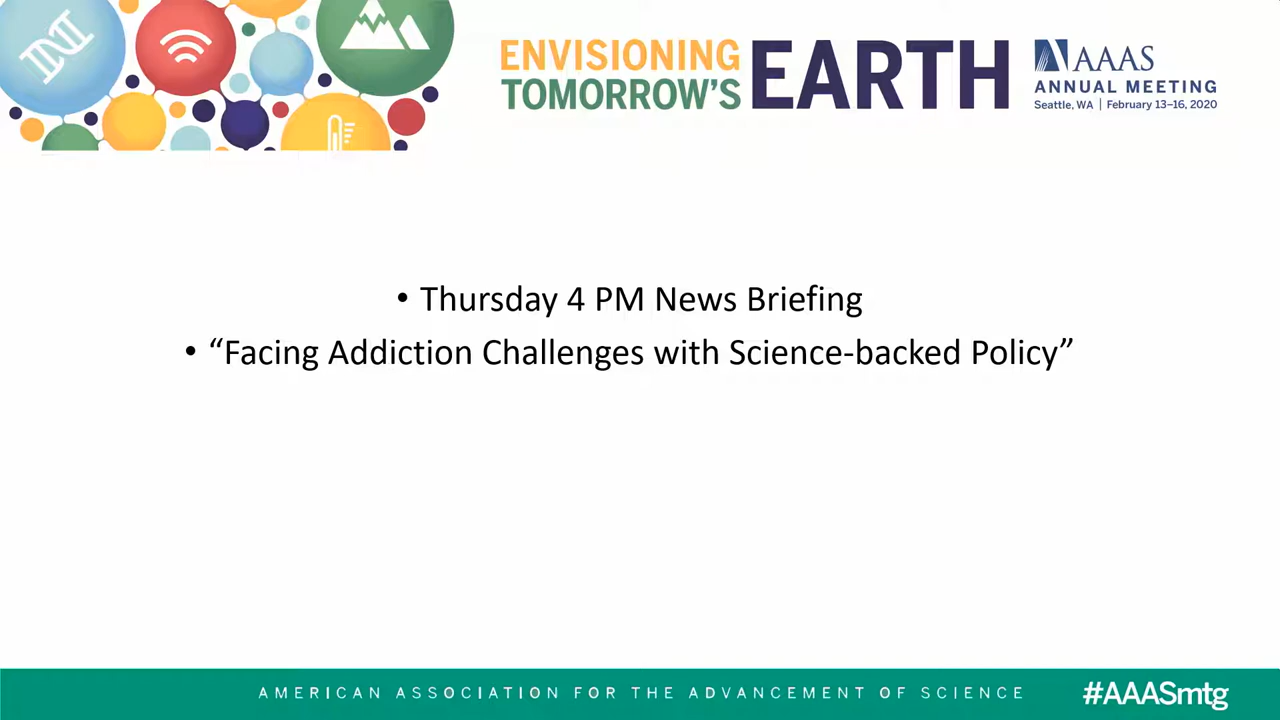 ENVISIONING
TOMORROW'S
EARTH
AAAS
ANNUAL MEETING
Seattle, WA | February 13–16, 2020
• Thursday 4 PM News Briefing
• “Facing Addiction Challenges with Science-backed Policy”
AMERICAN ASSOCIATION FOR THE ADVANCEMENT OF SCIENCE
#AAASmtg